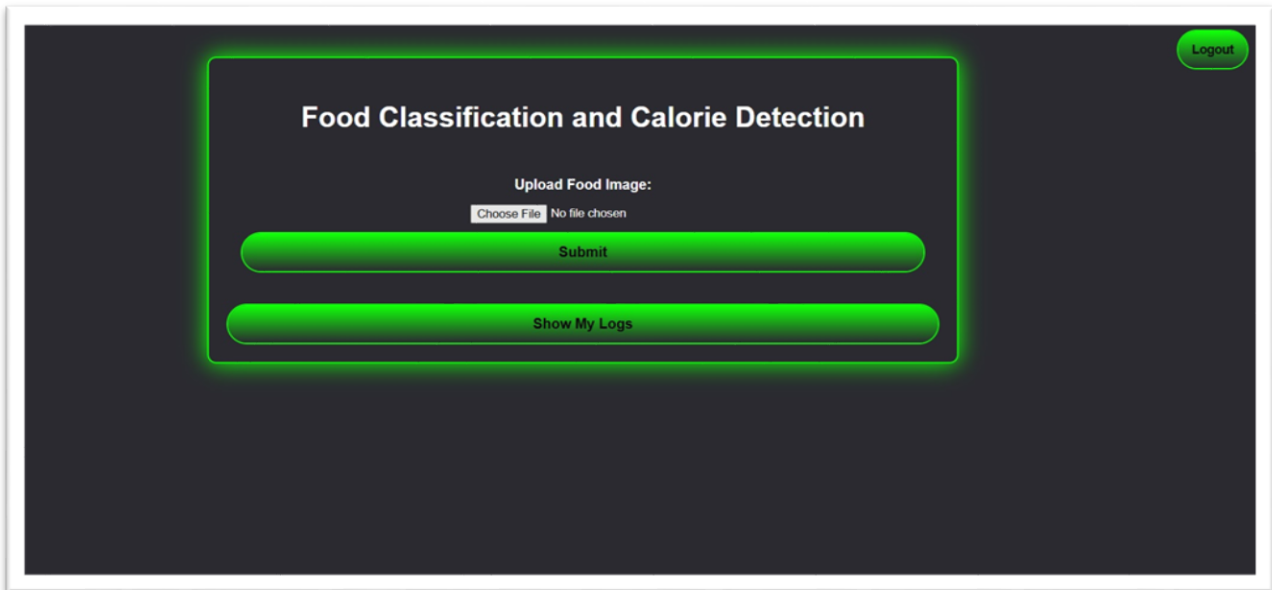 Logout
Food Classification and Calorie Detection
Upload Food Image:
Choose File No file chosen
Submit
Show My Logs